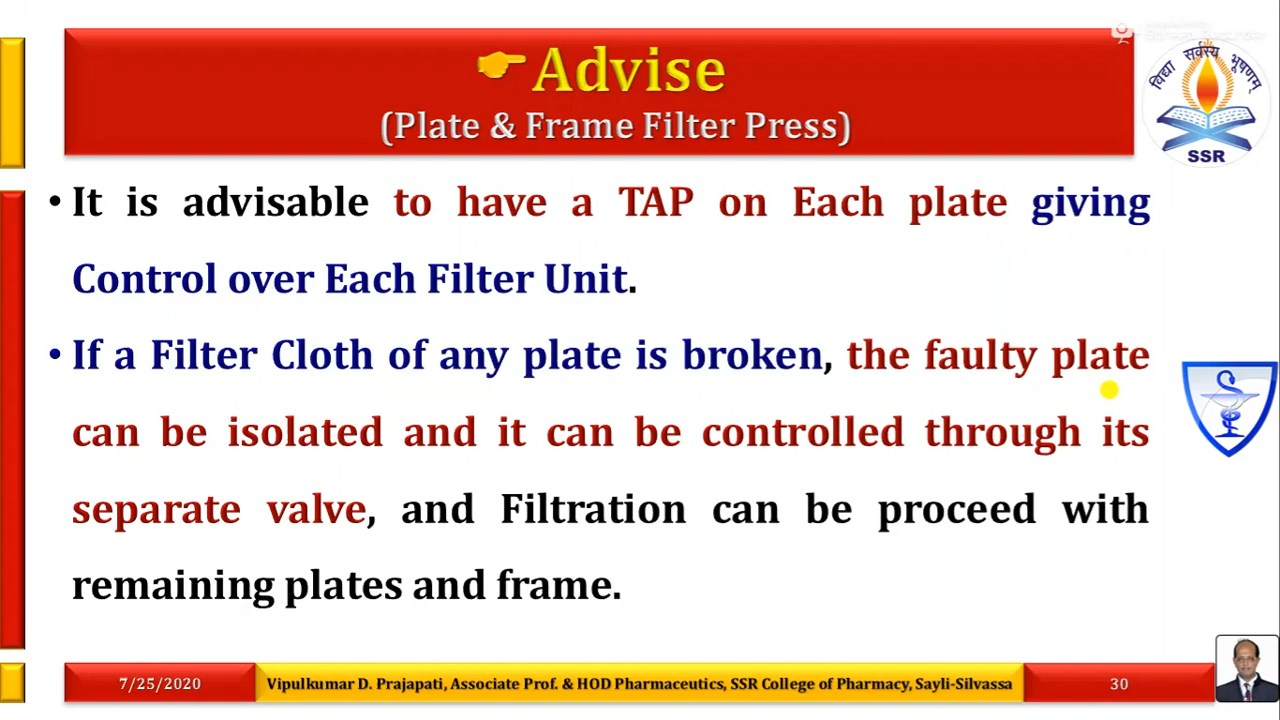 👉Advise
(Plate & Frame Filter Press)
विद्या सर्वस्य भूषणम्
SSR
• It is advisable to have a TAP on Each plate giving
Control over Each Filter Unit.
• If a Filter Cloth of any plate is broken, the faulty plate
can be isolated and it can be controlled through its
separate valve, and Filtration can be proceed with
remaining plates and frame.
7/25/2020
Vipulkumar D. Prajapati, Associate Prof. & HOD Pharmaceutics, SSR College of Pharmacy, Sayli-Silvassa
30